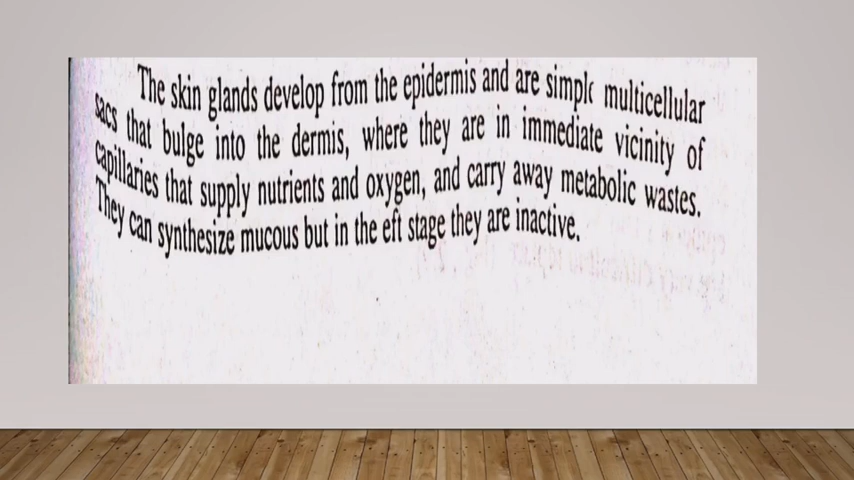 The skin glands develop from the epidermis and are simple multicellular
sacs that bulge into the dermis, where they are in immediate vicinity of
capillaries that supply nutrients and oxygen, and carry away metabolic wastes.
They can synthesize mucous but in the eft stage they are inactive.